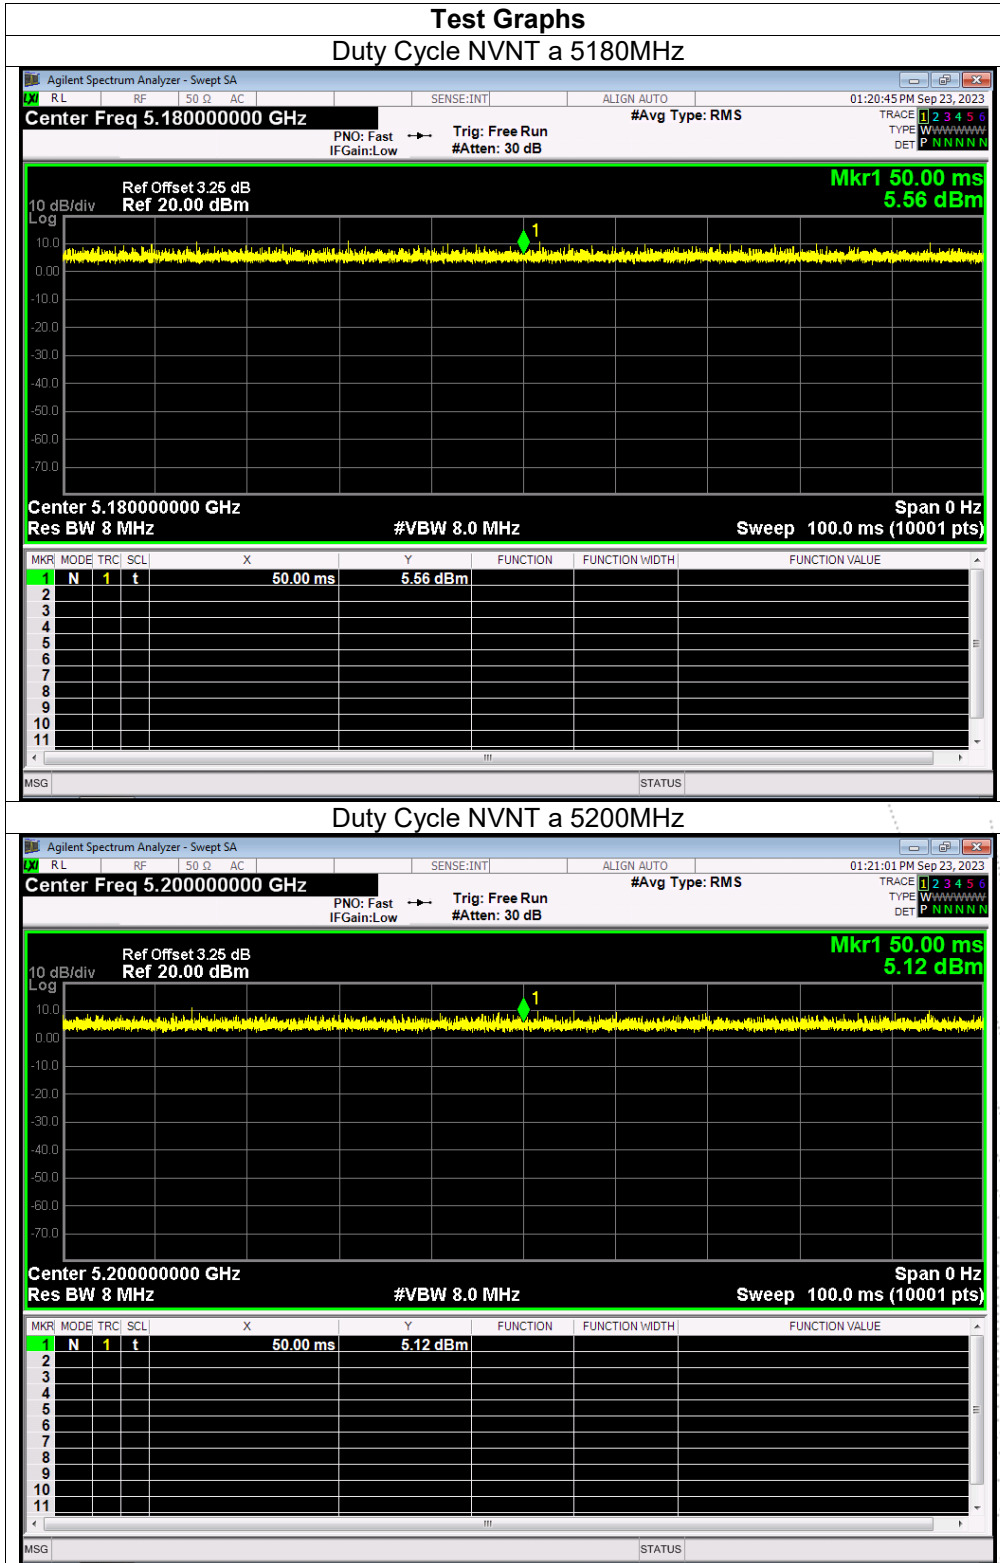 Test Graphs
Duty Cycle NVNT a 5180MHz
Agilent Spectrum Analyzer - Swept SA
LXI RL RF 50 Ω AC SENSE:INT ALIGN AUTO 01:20:45 PM Sep 23, 2023
Center Freq 5.180000000 GHz #Avg Type: RMS TRACE 1 2 3 4 5 6
PNO: Fast Trig: Free Run TYPE WWWWWW
IFGain:Low #Atten: 30 dB DET P N N N N N
Mkr1 50.00 ms
Ref Offset 3.25 dB
10 dB/div Ref 20.00 dBm 5.56 dBm
Log
1
10.0
0.00
-10.0
-20.0
-30.0
-40.0
-50.0
-60.0
-70.0
Center 5.180000000 GHz Span 0 Hz
Res BW 8 MHz #VBW 8.0 MHz Sweep 100.0 ms (10001 pts)
MKR MODE TRC SCL X Y FUNCTION FUNCTION WIDTH FUNCTION VALUE
1 N 1 t 50.00 ms 5.56 dBm
2
3
4
5
6
7
8
9
10
11
MSG STATUS
Duty Cycle NVNT a 5200MHz
Agilent Spectrum Analyzer - Swept SA
LXI RL RF 50 Ω AC SENSE:INT ALIGN AUTO 01:21:01 PM Sep 23, 2023
Center Freq 5.200000000 GHz #Avg Type: RMS TRACE 1 2 3 4 5 6
PNO: Fast Trig: Free Run TYPE WWWWWW
IFGain:Low #Atten: 30 dB DET P N N N N N
Mkr1 50.00 ms
Ref Offset 3.25 dB
10 dB/div Ref 20.00 dBm 5.12 dBm
Log
1
10.0
0.00
-10.0
-20.0
-30.0
-40.0
-50.0
-60.0
-70.0
Center 5.200000000 GHz Span 0 Hz
Res BW 8 MHz #VBW 8.0 MHz Sweep 100.0 ms (10001 pts)
MKR MODE TRC SCL X Y FUNCTION FUNCTION WIDTH FUNCTION VALUE
1 N 1 t 50.00 ms 5.12 dBm
2
3
4
5
6
7
8
9
10
11
MSG STATUS